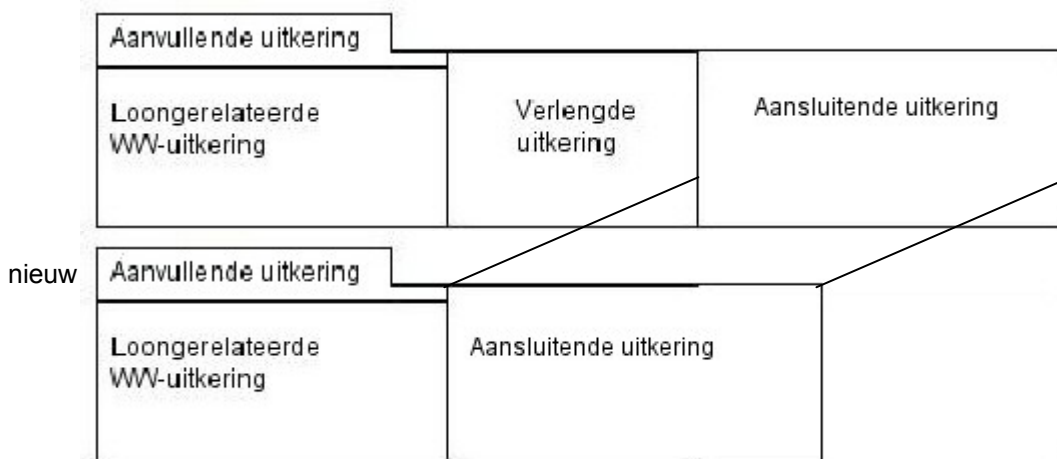 Aanvullende uitkering
Loongerelateerde
WW-uitkering
Verlengde
uitkering
Aansluitende uitkering
nieuw
Aanvullende uitkering
Loongerelateerde
WW-uitkering
Aansluitende uitkering